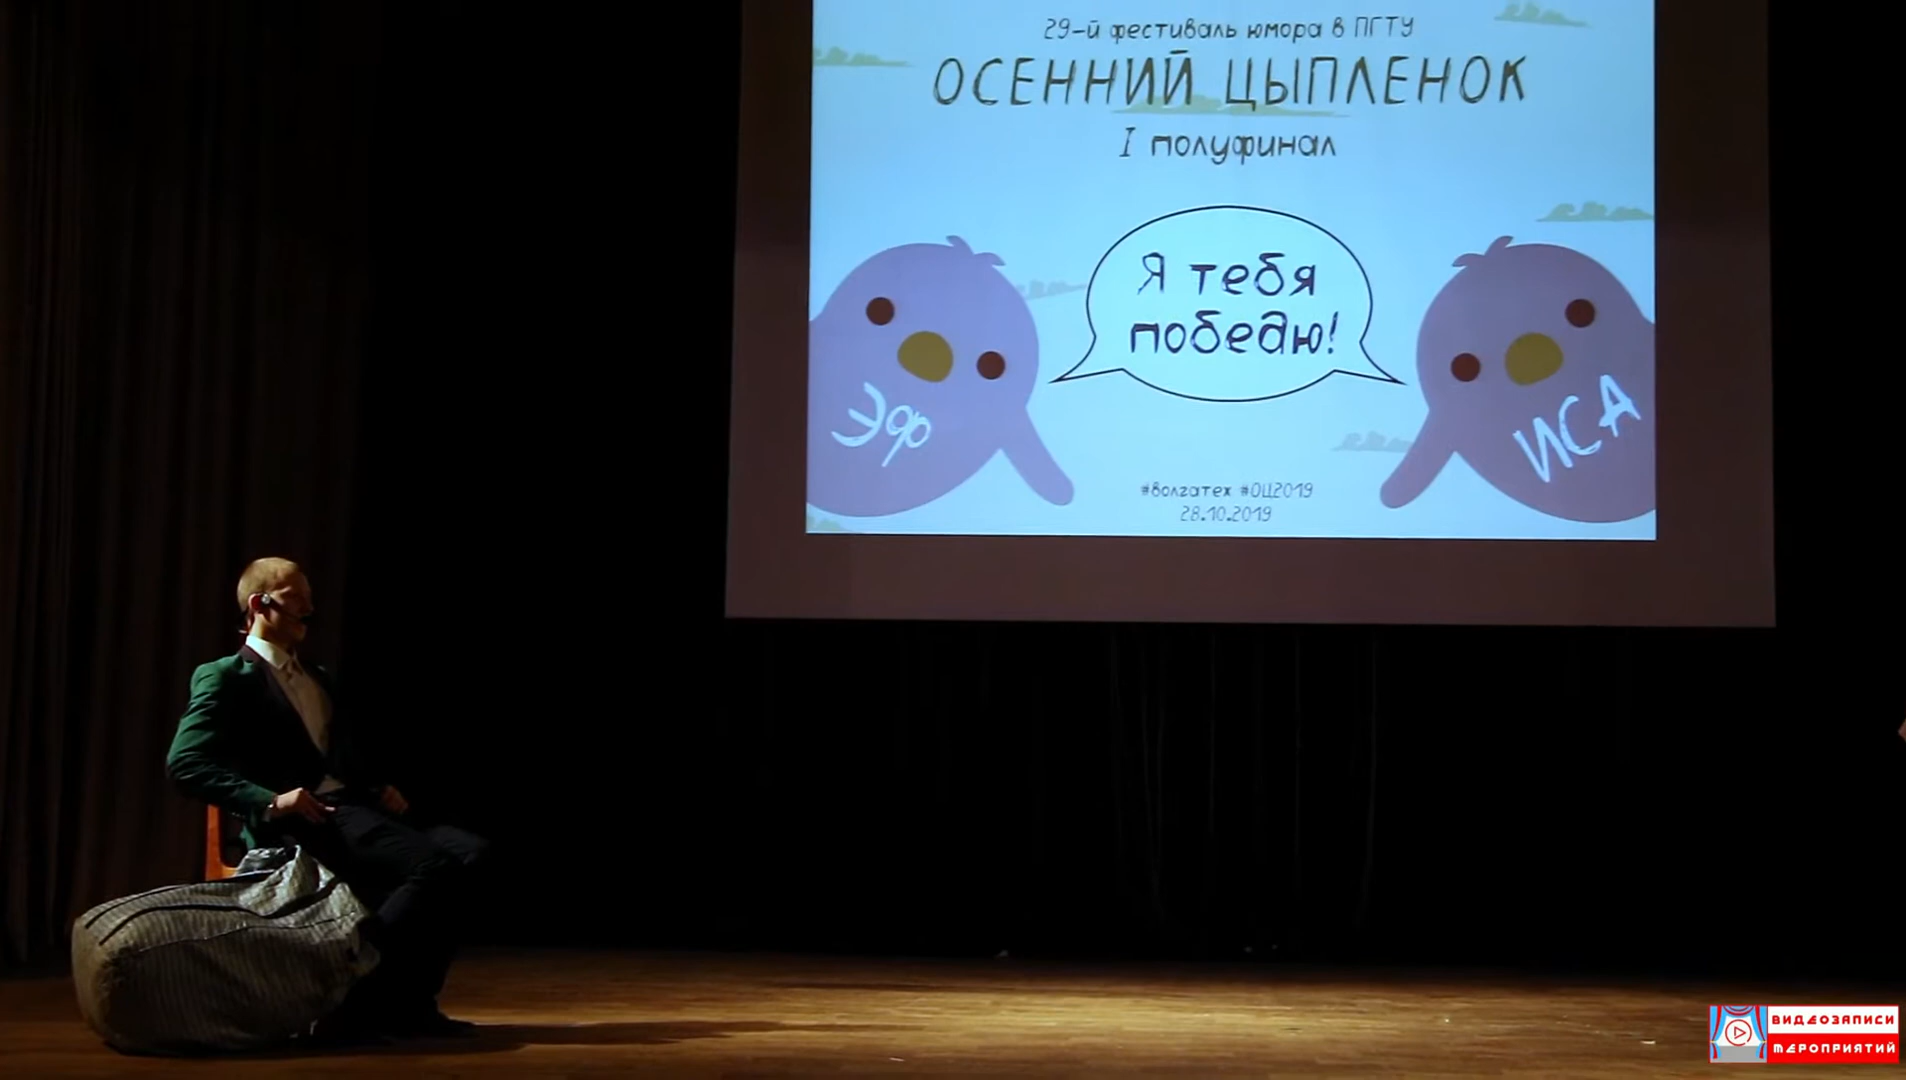 29-й фестиваль юмора в ПГТУ
ОСЕННИЙ ЦЫПЛЕНОК
I полуфинал
Я тебя
победю!
ЭФ
ИСА
#волгатех #ОЦ2019
28.10.2019
ВИДЕОЗАПИСИ
МЕРОПРИЯТИЙ